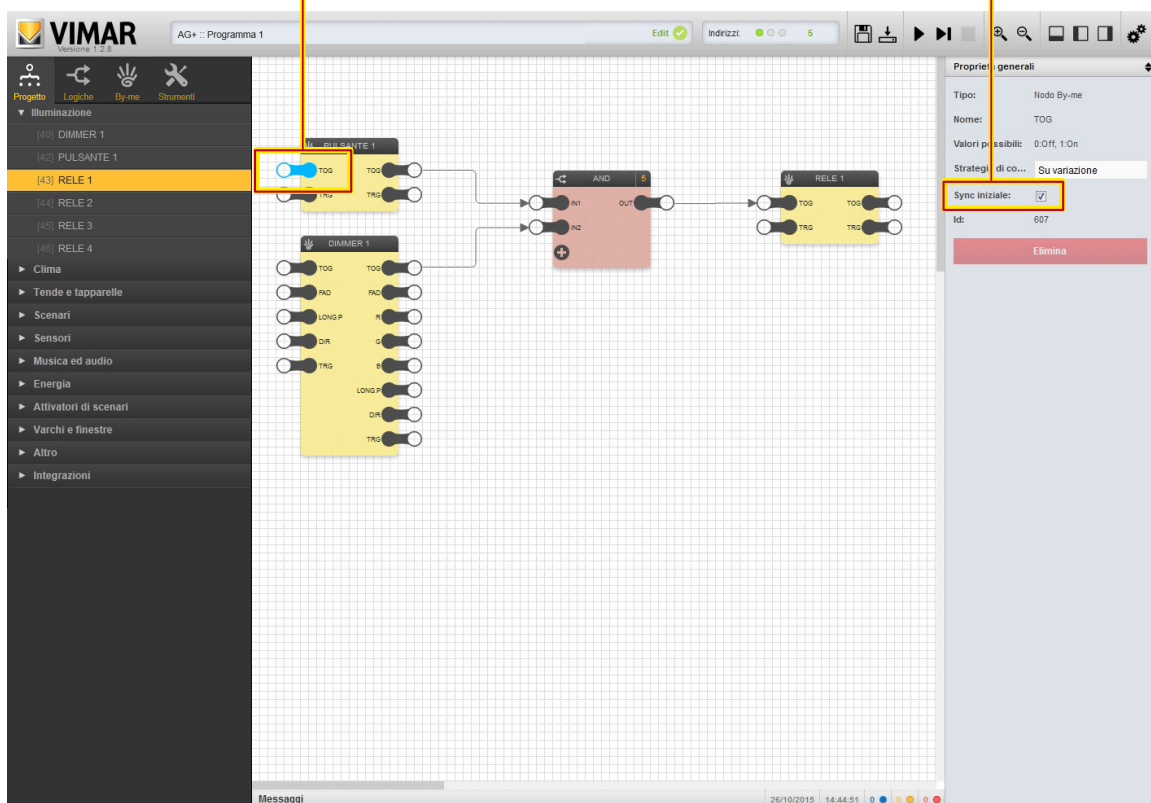 VIMAR
Versione 1.2.8
AG+ :: Programma 1
Edit
Indirizzi: 5
Progetto Logiche By-me Strumenti
Illuminazione
[40] DIMMER 1
[42] PULSANTE 1
[43] RELE 1
[44] RELE 2
[45] RELE 3
[46] RELE 4
Clima
Tende e tapparelle
Scenari
Sensori
Musica ed audio
Energia
Attivatori di scenari
Varchi e finestre
Altro
Integrazioni
PULSANTE 1
TOG TOG
TRG TRG
DIMMER 1
TOG TOG
FAD FAD
LONG.P R
DIR G
TRG B
LONG.P
DIR
TRG
AND 5
IN1 OUT
IN2
RELE 1
TOG TOG
TRG TRG
Proprietà generali
Tipo: Nodo By-me
Nome: TOG
Valori possibili: 0:Off, 1:On
Strategia di co... Su variazione
Sync iniziale:
Id: 607
Elimina
Messaggi
26/10/2015 14:44:51 0 0 0